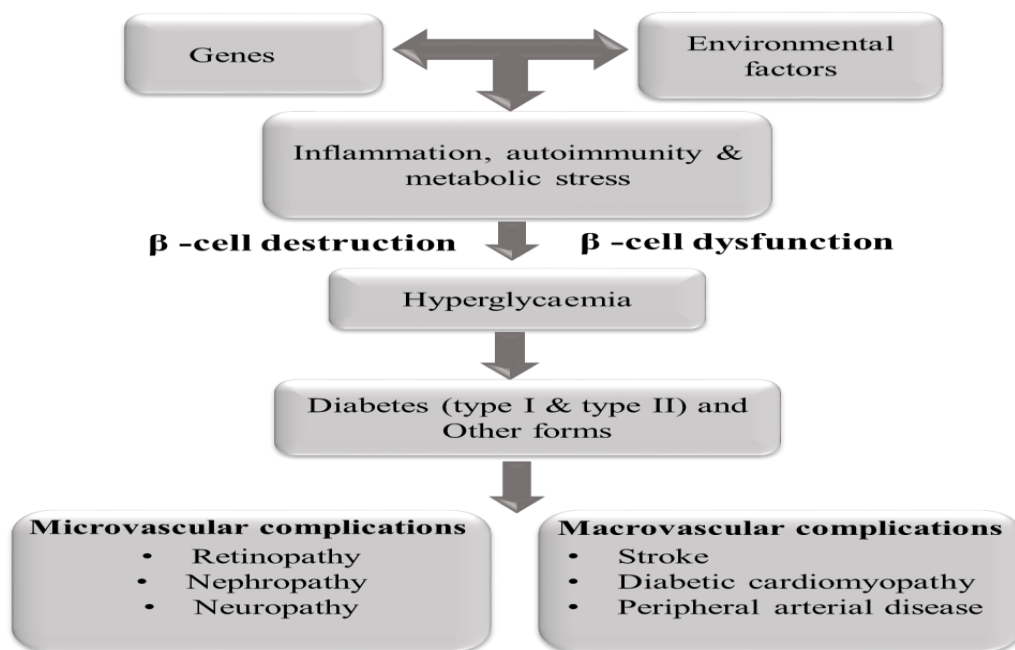 Genes
Environmental
factors
Inflammation, autoimmunity &
metabolic stress
β -cell destruction
β -cell dysfunction
Hyperglycaemia
Diabetes (type I & type II) and
Other forms
Microvascular complications
• Retinopathy
• Nephropathy
• Neuropathy
Macrovascular complications
• Stroke
• Diabetic cardiomyopathy
• Peripheral arterial disease